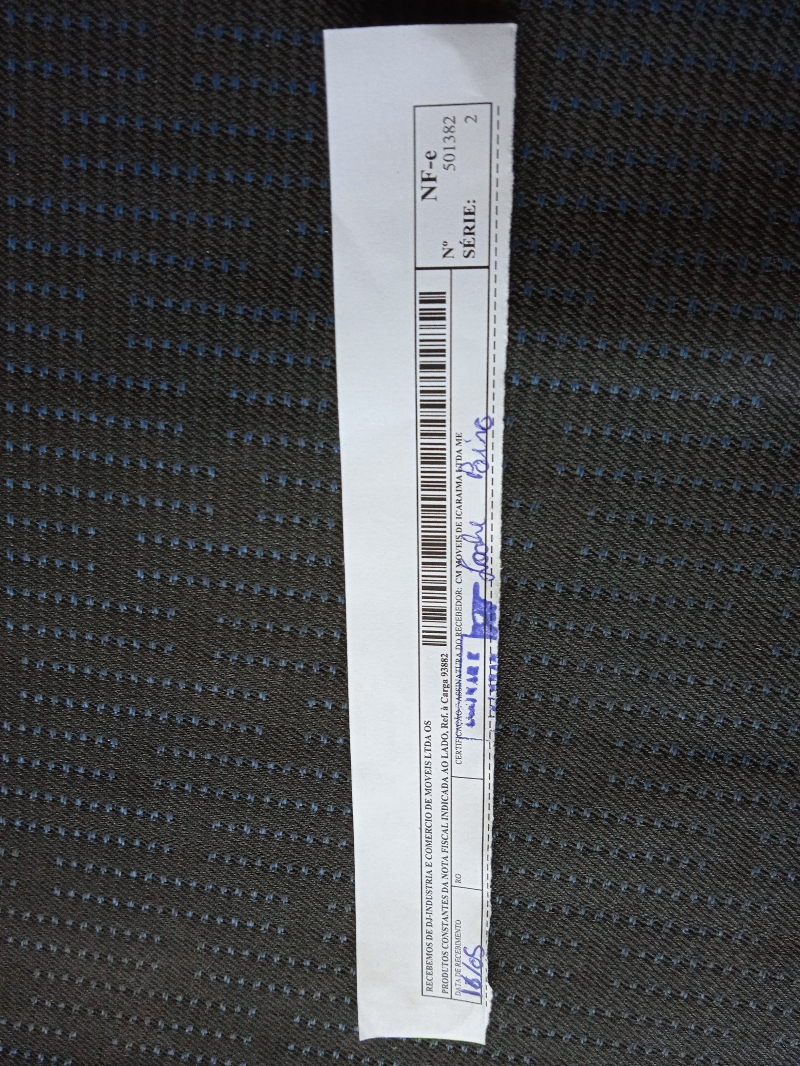 RECEBEMOS DE DJ-INDUSTRIA E COMERCIO DE MOVEIS LTDA OS
PRODUTOS CONSTANTES DA NOTA FISCAL INDICADA AO LADO, Ref. à Carga 93882
DATA DE RECEBIMENTO
18/05
RG
CERTIFICAÇÃO ASSINATURA DO RECEBEDOR: CM MOVEIS DE ICARAIMA LTDA ME
NF-e
Nº 501382
SÉRIE: 2